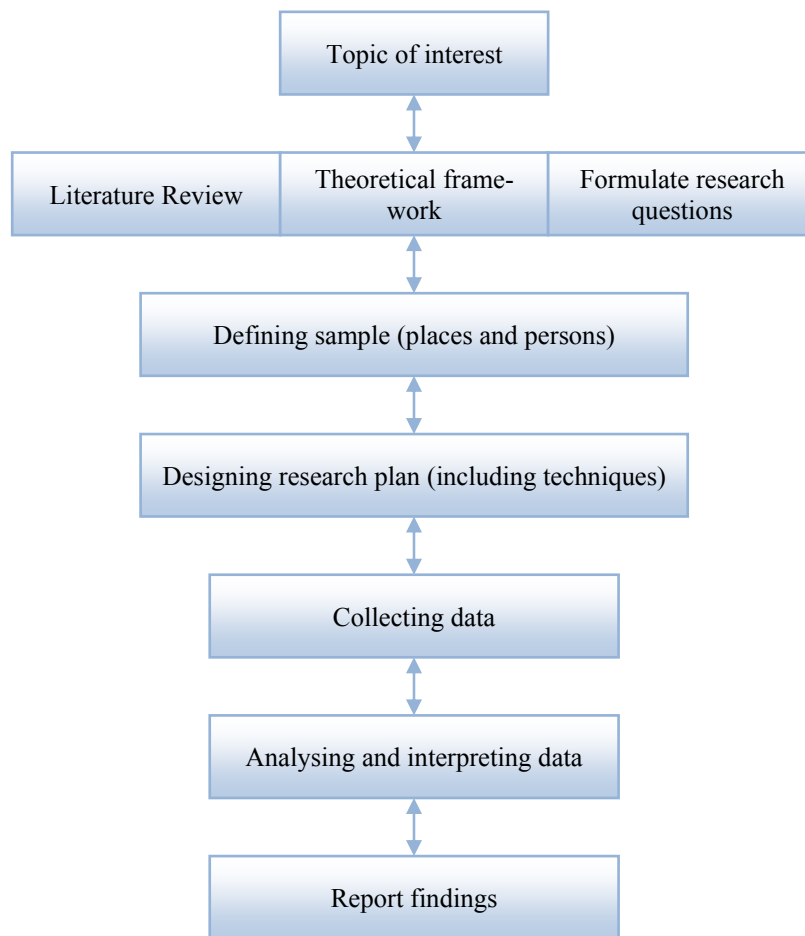 Topic of interest
Literature Review
Theoretical frame-
work
Formulate research
questions
Defining sample (places and persons)
Designing research plan (including techniques)
Collecting data
Analysing and interpreting data
Report findings